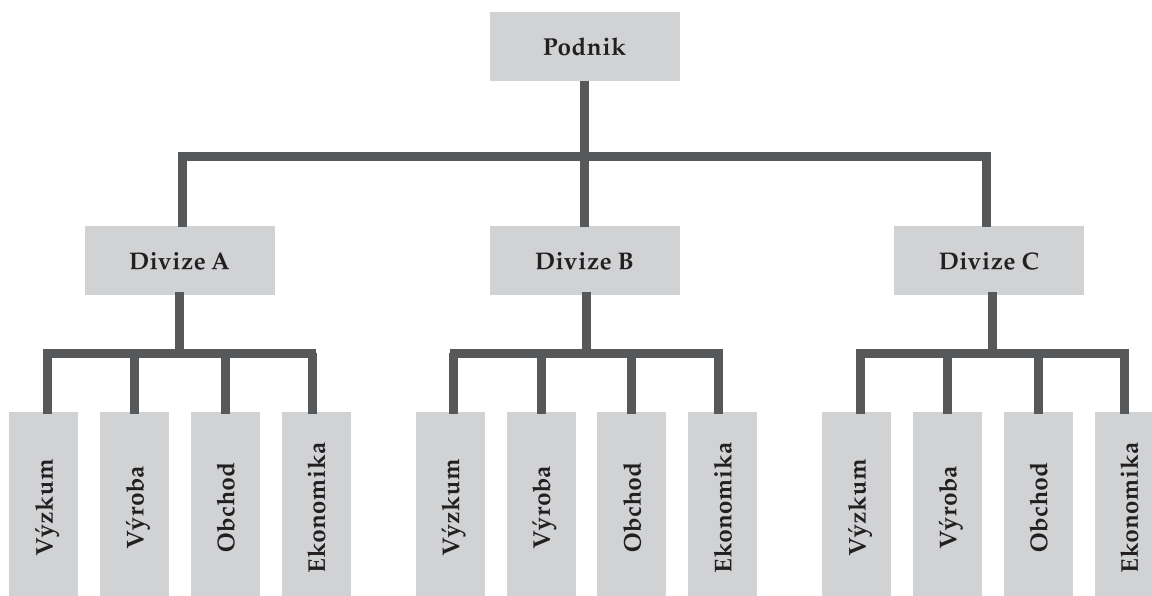 Podnik
Divize A
Divize B
Divize C
Výzkum
Výroba
Obchod
Ekonomika
Výzkum
Výroba
Obchod
Ekonomika
Výzkum
Výroba
Obchod
Ekonomika